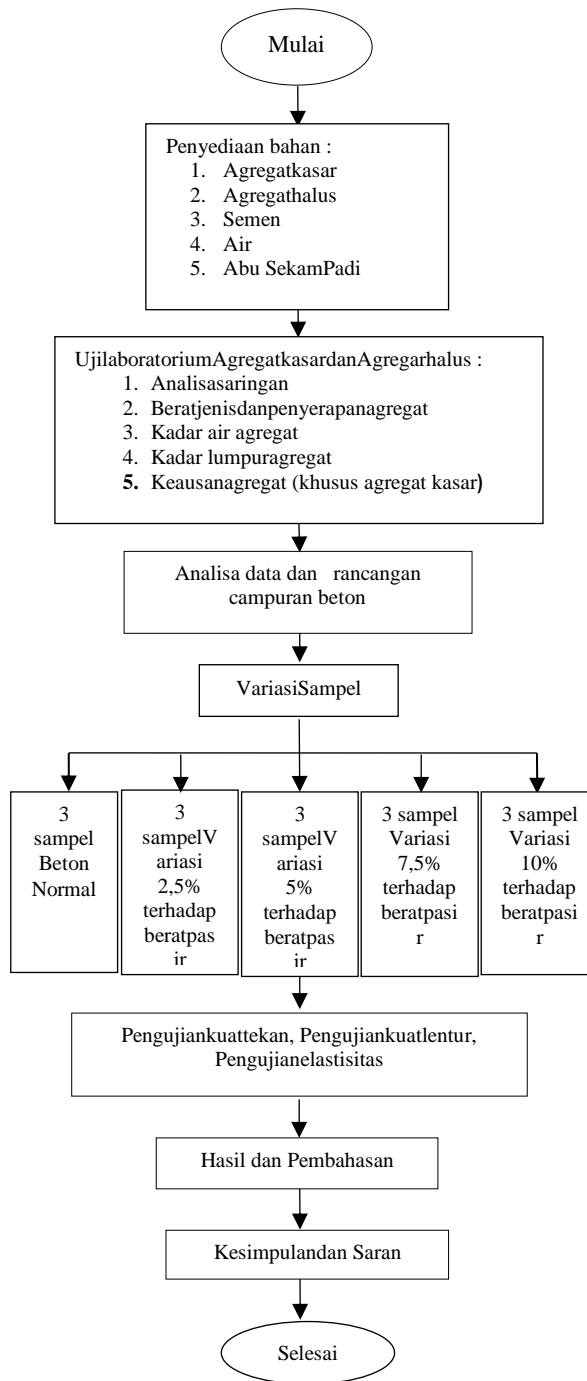 Mulai
Penyediaan bahan :
1. Agregatkasar
2. Agregathalus
3. Semen
4. Air
5. Abu SekamPadi
UjilaboratoriumAgregatkasardanAgregarhalus :
1. Analisasaringan
2. Beratjenisdanpenyerapanagregat
3. Kadar air agregat
4. Kadar lumpuragregat
5. Keausanagregat (khusus agregat kasar)
Analisa data dan rancangan
campuran beton
VariasiSampel
3
sampel
Beton
Normal
3
sampelV
ariasi
2,5%
terhadap
beratpas
ir
3
sampelV
ariasi
5%
terhadap
beratpas
ir
3 sampel
Variasi
7,5%
terhadap
beratpasi
r
3 sampel
Variasi
10%
terhadap
beratpasi
r
Pengujiankuattekan, Pengujiankuatlentur,
Pengujianelastisitas
Hasil dan Pembahasan
Kesimpulandan Saran
Selesai